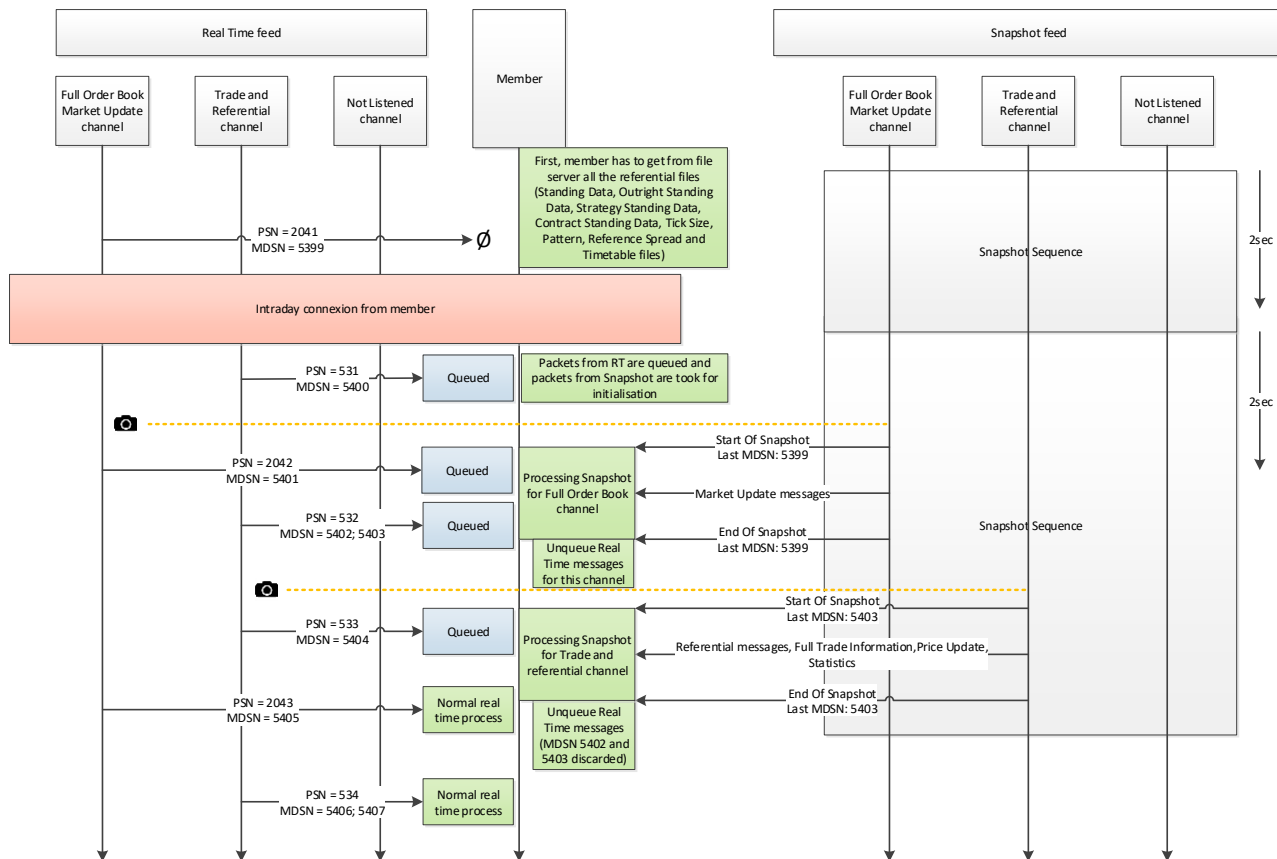 Real Time feed
Member
Snapshot feed
Full Order Book
Market Update
channel
Trade and
Referential
channel
Not Listened
channel
Full Order Book
Market Update
channel
Trade and
Referential
channel
Not Listened
channel
First, member has to get from file
server all the referential files
(Standing Data, Outright Standing
Data, Strategy Standing Data,
Contract Standing Data, Tick Size,
Pattern, Reference Spread and
Timetable files)
PSN = 2041
MDSN = 5399
Ø
Snapshot Sequence
2sec
Intraday connexion from member
PSN = 531
MDSN = 5400
Queued
Packets from RT are queued and
packets from Snapshot are took for
initialisation
2sec
Start Of Snapshot
Last MDSN: 5399
PSN = 2042
MDSN = 5401
Queued
Processing Snapshot
for Full Order Book
channel
Market Update messages
PSN = 532
MDSN = 5402; 5403
Queued
End Of Snapshot
Last MDSN: 5399
Snapshot Sequence
Unqueue Real
Time messages
for this channel
Start Of Snapshot
Last MDSN: 5403
PSN = 533
MDSN = 5404
Queued
Processing Snapshot
for Trade and
referential channel
Referential messages, Full Trade Information,Price Update,
Statistics
End Of Snapshot
Last MDSN: 5403
PSN = 2043
MDSN = 5405
Normal real
time process
Unqueue Real
Time messages
(MDSN 5402 and
5403 discarded)
PSN = 534
MDSN = 5406; 5407
Normal real
time process